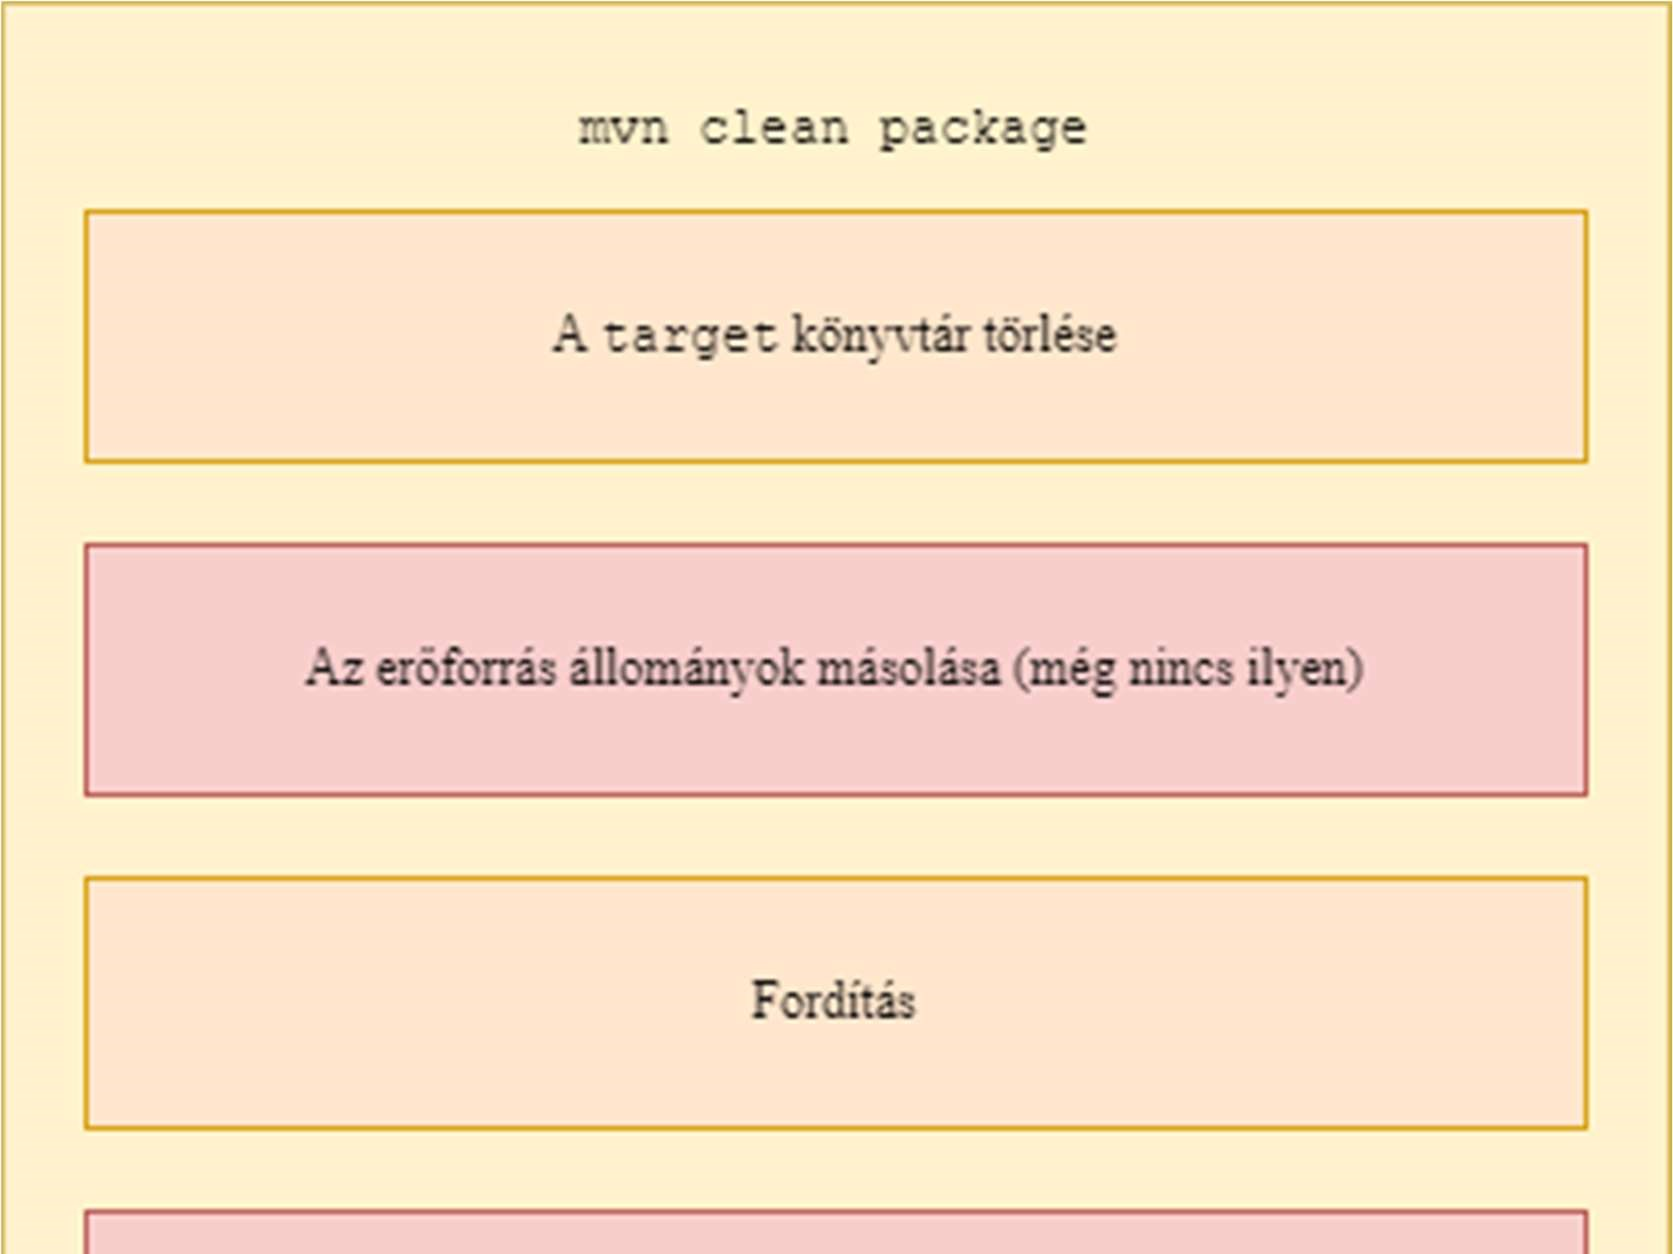 mvn clean package
A target könyvtár törlése
Az erőforrás állományok másolása (még nincs ilyen)
Fordítás